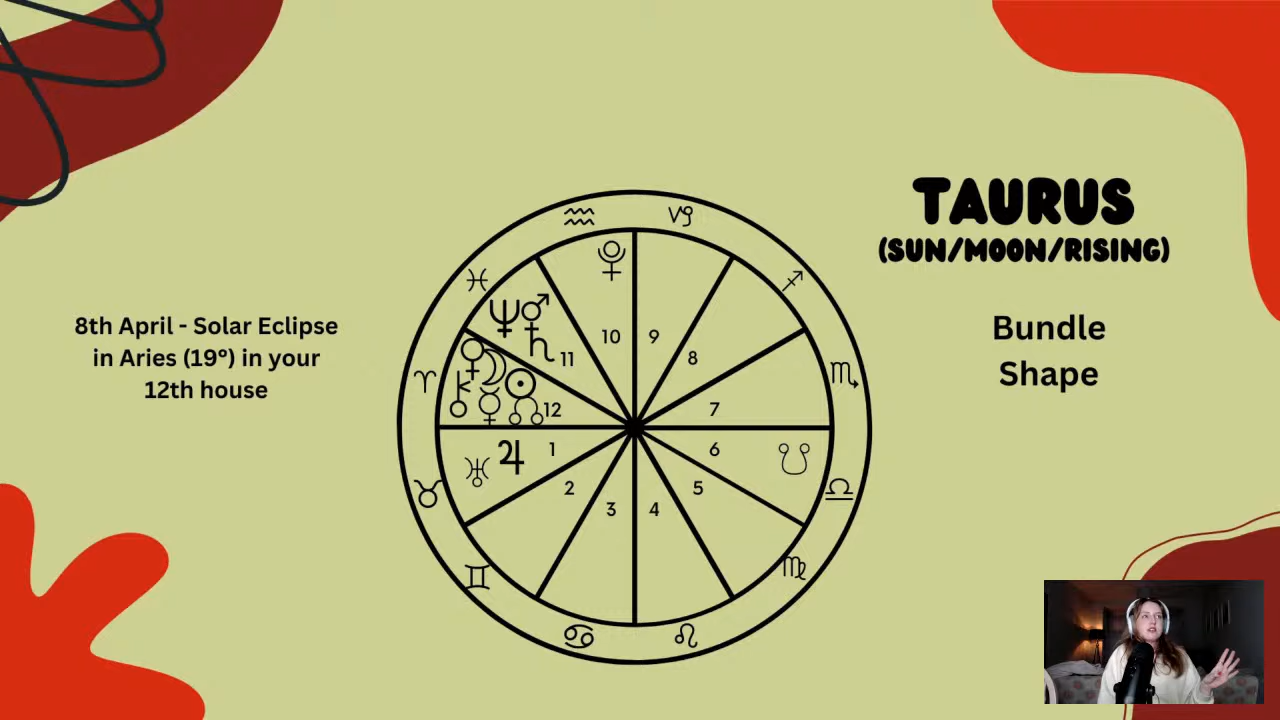 TAURUS
(SUN/MOON/RISING)
Bundle
Shape
8th April - Solar Eclipse
in Aries (19°) in your
12th house
♒ ♑
♓ ♐
♈ ♏
♉ ♎
♊ ♍
♋ ♌
♇
♆ ♂
♄
♀ ☽ ☉
⚷ ☿ ☊
♅ ♃
☋
10 9
11 8
12 7
1 6
2 5
3 4